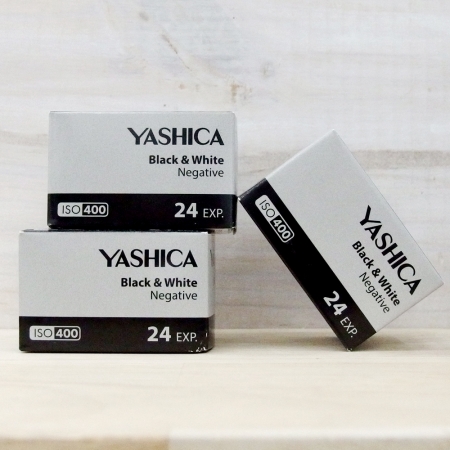 YASHICA
Black & White
Negative
ISO 400
24 EXP.
YASHICA
Black & White
Negative
ISO 400
24 EXP.
YASHICA
Black & White
Negative
ISO 400
24 EXP.